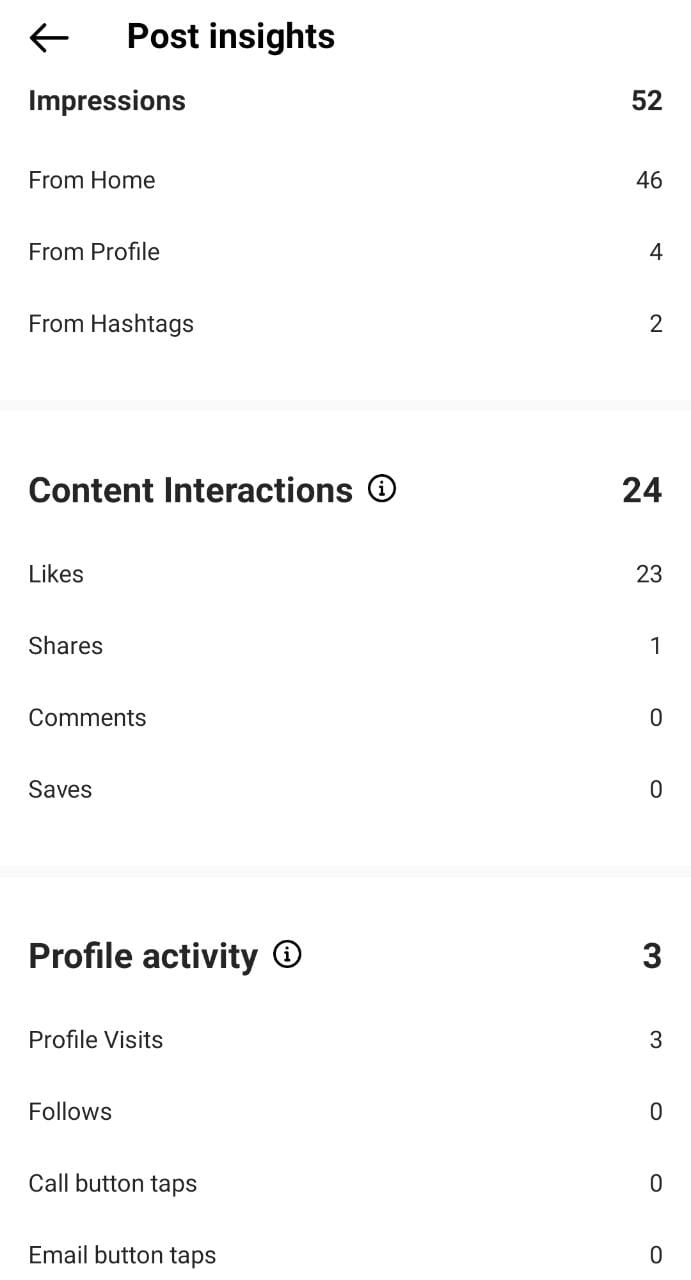 Post insights
Impressions 52
From Home 46
From Profile 4
From Hashtags 2
Content Interactions 24
Likes 23
Shares 1
Comments 0
Saves 0
Profile activity 3
Profile Visits 3
Follows 0
Call button taps 0
Email button taps 0